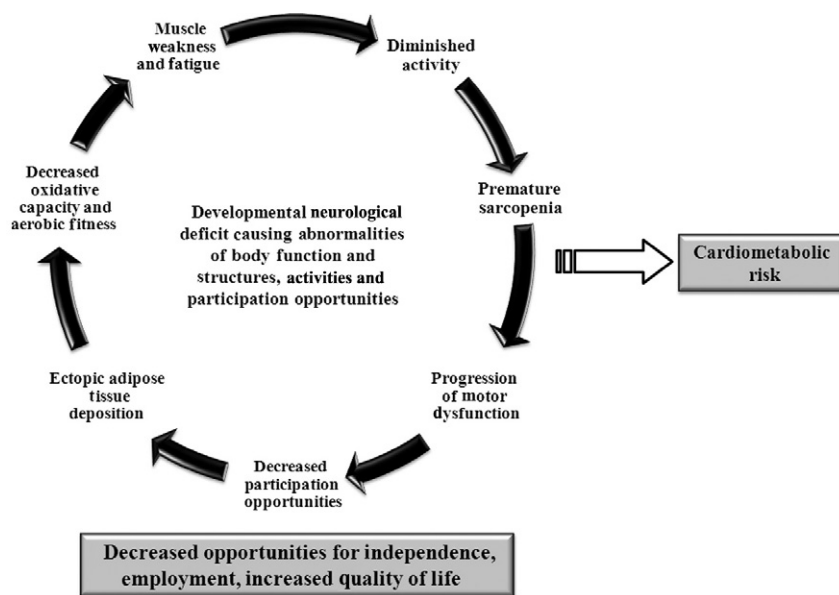 Muscle
weakness
and fatigue
Diminished
activity
Premature
sarcopenia
Cardiometabolic
risk
Progression
of motor
dysfunction
Decreased
participation
opportunities
Ectopic adipose
tissue
deposition
Decreased
oxidative
capacity and
aerobic fitness
Developmental neurological
deficit causing abnormalities
of body function and
structures, activities and
participation opportunities
Decreased opportunities for independence,
employment, increased quality of life